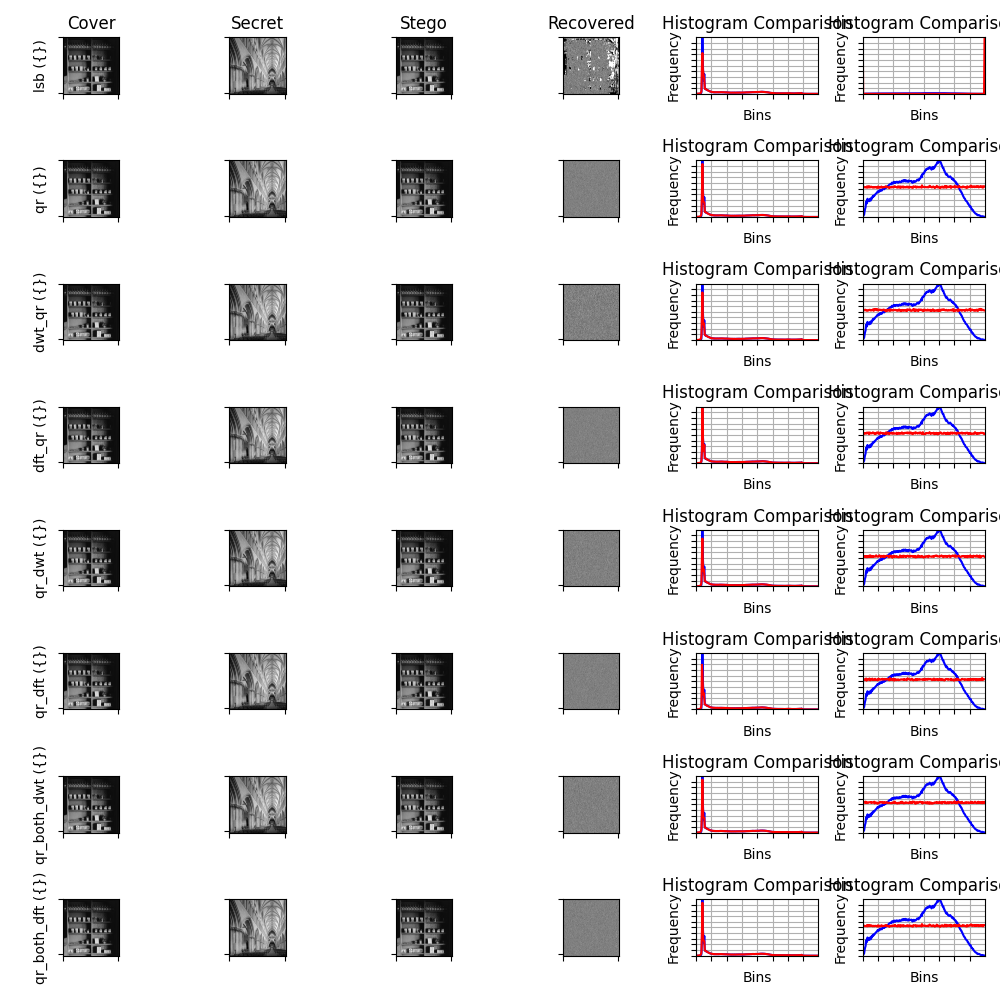 Cover Secret Stego Recovered Histogram Comparison Histogram Comparis
lsb ({})
Frequency
Bins
Frequency
Bins
Histogram Comparison Histogram Comparis
qr ({})
Frequency
Bins
Frequency
Bins
Histogram Comparison Histogram Comparis
dwt_qr ({})
Frequency
Bins
Frequency
Bins
Histogram Comparison Histogram Comparis
dft_qr ({})
Frequency
Bins
Frequency
Bins
Histogram Comparison Histogram Comparis
qr_dwt ({})
Frequency
Bins
Frequency
Bins
Histogram Comparison Histogram Comparis
qr_dft ({})
Frequency
Bins
Frequency
Bins
Histogram Comparison Histogram Comparis
qr_both_dwt ({})
Frequency
Bins
Frequency
Bins
Histogram Comparison Histogram Comparis
qr_both_dft ({})
Frequency
Bins
Frequency
Bins